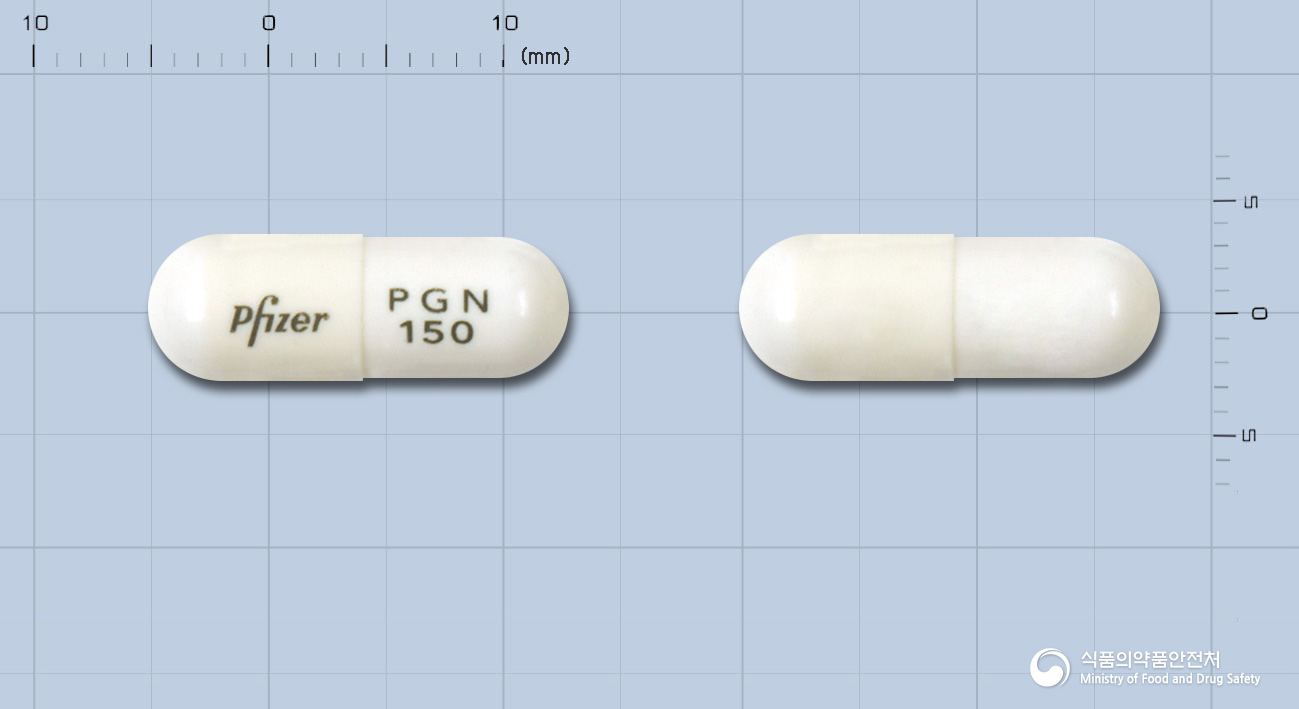 10 0 10
(mm)
5
0
5
Pfizer
PGN
150
식품의약품안전처
Ministry of Food and Drug Safety